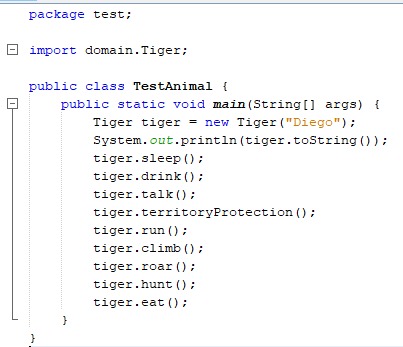 package test;
import domain.Tiger;
public class TestAnimal {
    public static void main(String[] args) {
        Tiger tiger = new Tiger("Diego");
        System.out.println(tiger.toString());
        tiger.sleep();
        tiger.drink();
        tiger.talk();
        tiger.territoryProtection();
        tiger.run();
        tiger.climb();
        tiger.roar();
        tiger.hunt();
        tiger.eat();
    }
}